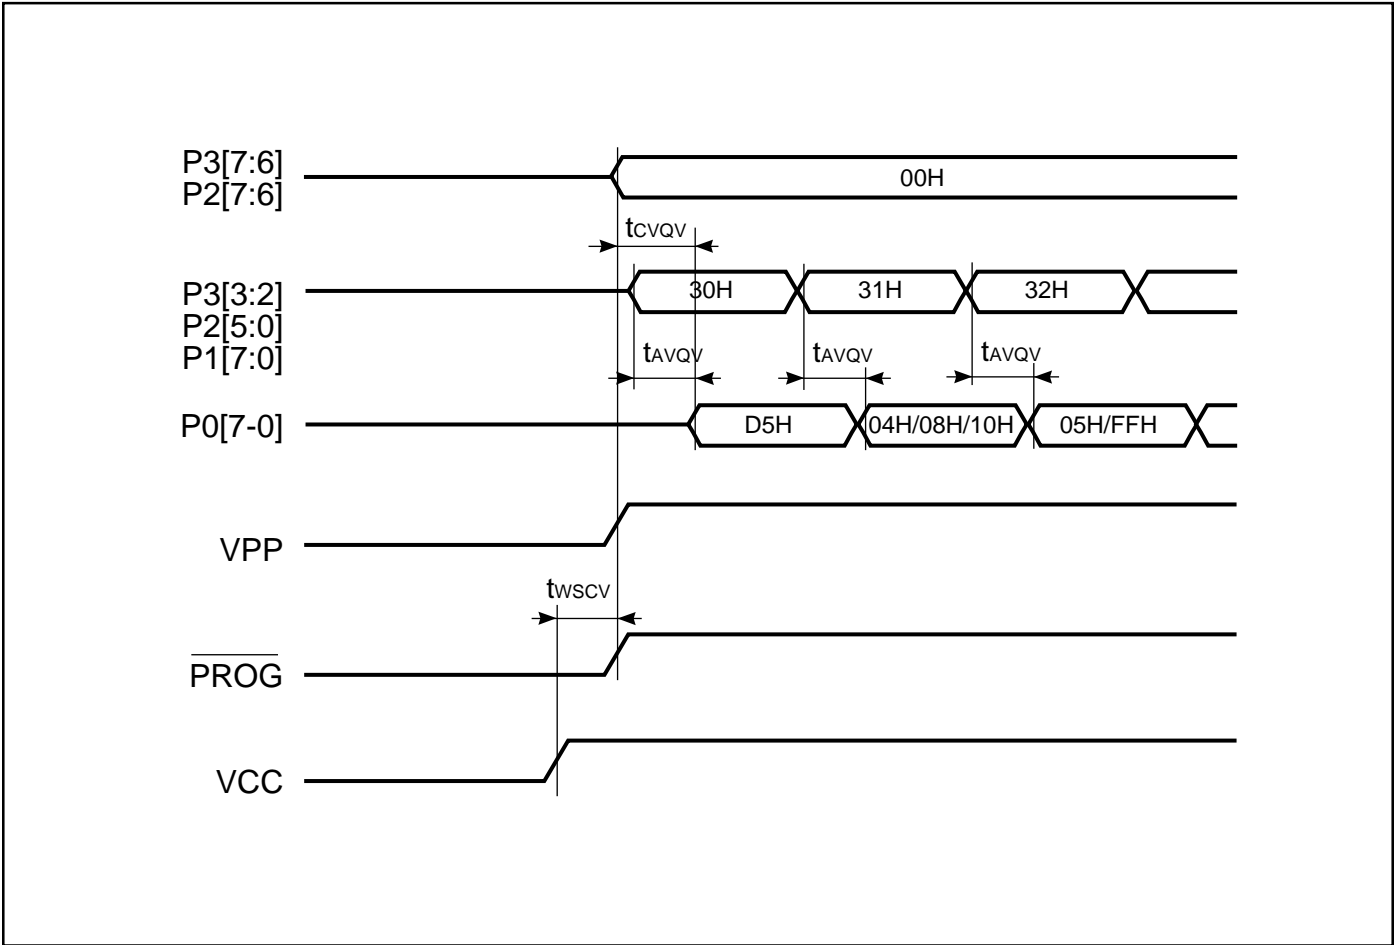 P3[7:6]
P2[7:6]
00H
tCVQV
P3[3:2]
P2[5:0]
P1[7:0]
30H
31H
32H
tAVQV
tAVQV
tAVQV
P0[7-0]
D5H
04H/08H/10H
05H/FFH
VPP
tWSCV
PROG
VCC